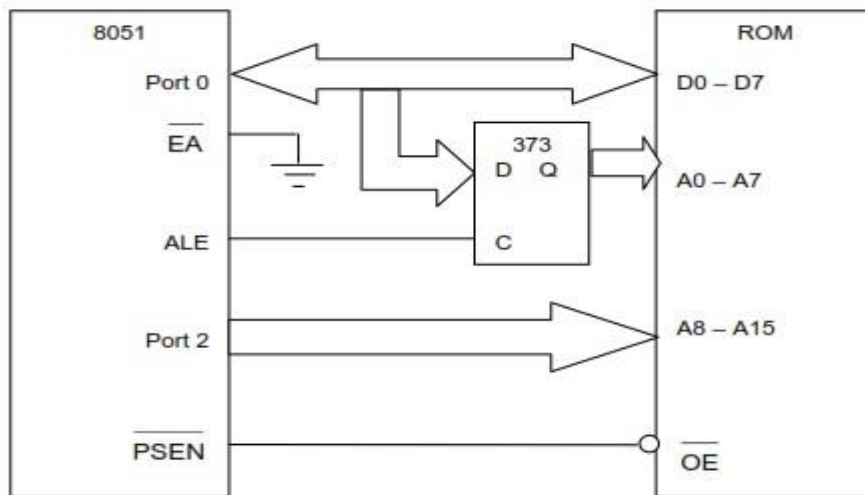 8051
ROM
Port 0
D0 – D7
EA
373
D Q
A0 – A7
ALE
C
Port 2
A8 – A15
PSEN
OE